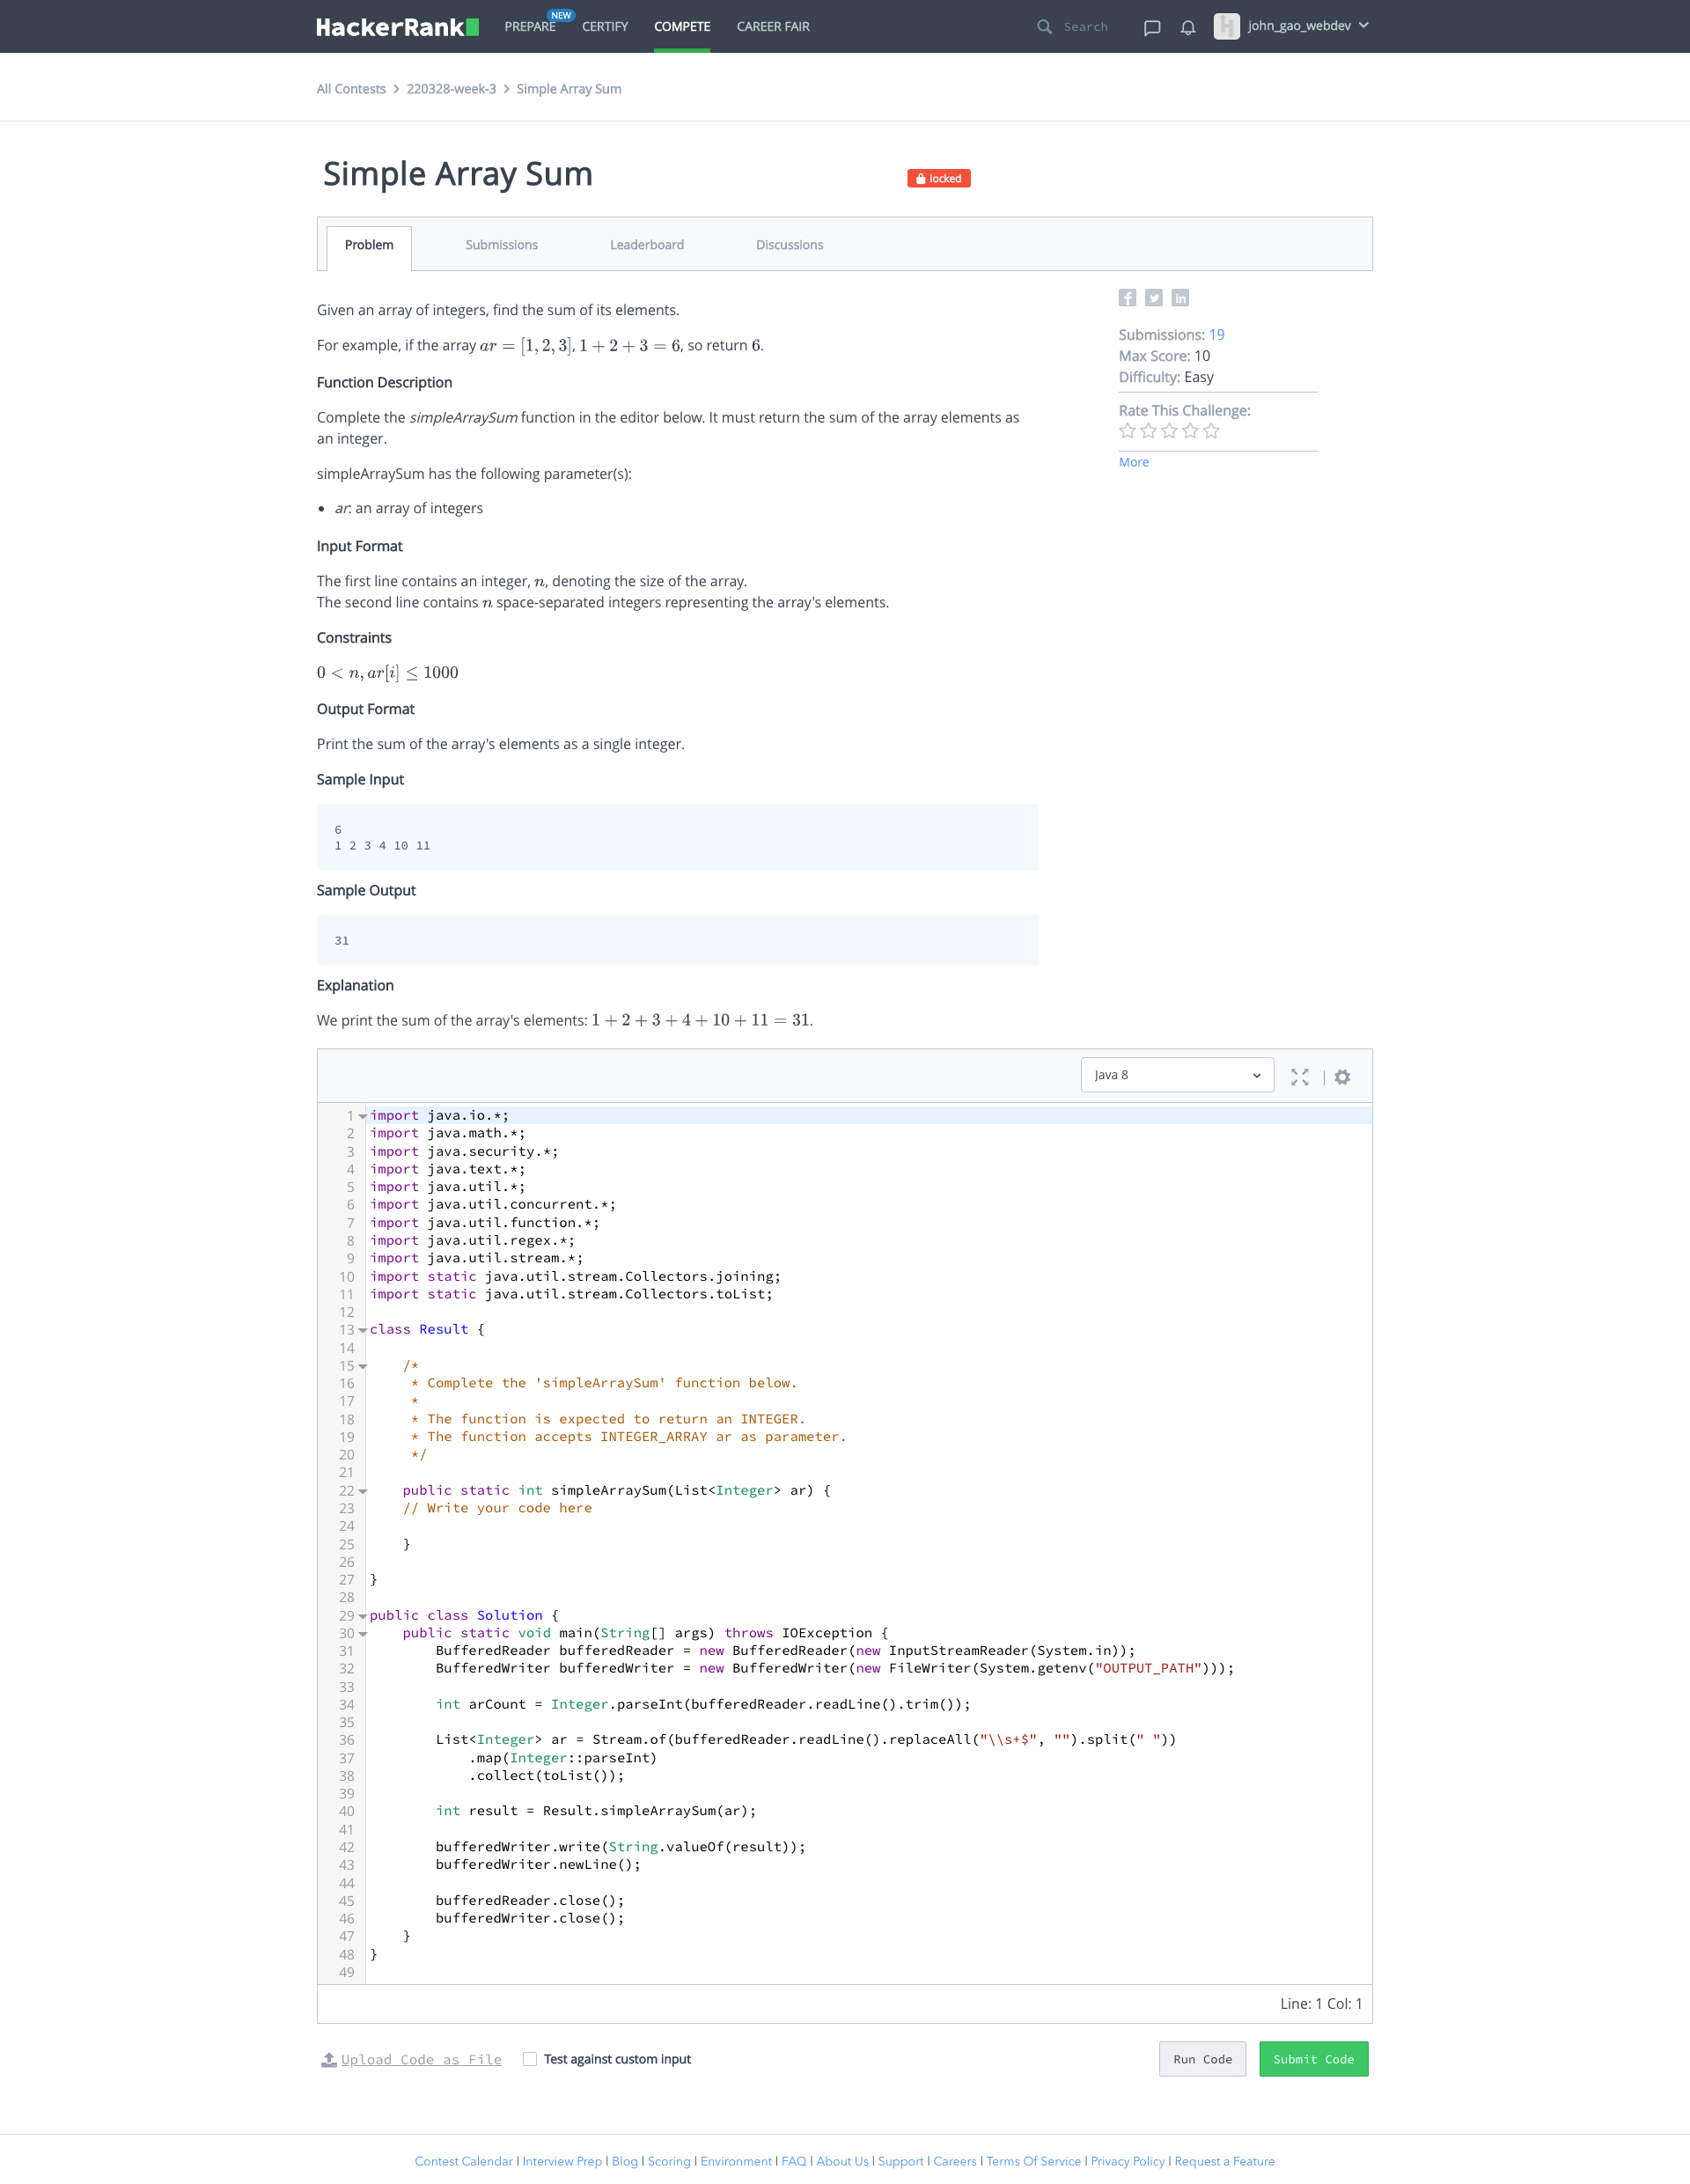 HackerRank PREPARE NEW CERTIFY COMPETE CAREER FAIR Search john_gao_webdev
All Contests > 220328-week-3 > Simple Array Sum
Simple Array Sum locked
Problem Submissions Leaderboard Discussions
Given an array of integers, find the sum of its elements.
For example, if the array ar = [1, 2, 3], 1 + 2 + 3 = 6, so return 6.
Function Description
Complete the simpleArraySum function in the editor below. It must return the sum of the array elements as
an integer.
simpleArraySum has the following parameter(s):
• ar: an array of integers
Input Format
The first line contains an integer, n, denoting the size of the array.
The second line contains n space-separated integers representing the array's elements.
Constraints
0 < n, ar[i] ≤ 1000
Output Format
Print the sum of the array's elements as a single integer.
Sample Input
6
1 2 3 4 10 11
Sample Output
31
Explanation
We print the sum of the array's elements: 1 + 2 + 3 + 4 + 10 + 11 = 31.
Submissions: 19
Max Score: 10
Difficulty: Easy
Rate This Challenge:
More
Java 8
1 import java.io.*;
2 import java.math.*;
3 import java.security.*;
4 import java.text.*;
5 import java.util.*;
6 import java.util.concurrent.*;
7 import java.util.function.*;
8 import java.util.regex.*;
9 import java.util.stream.*;
10 import static java.util.stream.Collectors.joining;
11 import static java.util.stream.Collectors.toList;
12
13 class Result {
14
15     /*
16      * Complete the 'simpleArraySum' function below.
17      *
18      * The function is expected to return an INTEGER.
19      * The function accepts INTEGER_ARRAY ar as parameter.
20      */
21
22     public static int simpleArraySum(List<Integer> ar) {
23     // Write your code here
24
25     }
26
27 }
28
29 public class Solution {
30     public static void main(String[] args) throws IOException {
31         BufferedReader bufferedReader = new BufferedReader(new InputStreamReader(System.in));
32         BufferedWriter bufferedWriter = new BufferedWriter(new FileWriter(System.getenv("OUTPUT_PATH")));
33
34         int arCount = Integer.parseInt(bufferedReader.readLine().trim());
35
36         List<Integer> ar = Stream.of(bufferedReader.readLine().replaceAll("\\s+$", "").split(" "))
37             .map(Integer::parseInt)
38             .collect(toList());
39
40         int result = Result.simpleArraySum(ar);
41
42         bufferedWriter.write(String.valueOf(result));
43         bufferedWriter.newLine();
44
45         bufferedReader.close();
46         bufferedWriter.close();
47     }
48 }
49
Line: 1 Col: 1
Upload Code as File Test against custom input Run Code Submit Code
Contest Calendar | Interview Prep | Blog | Scoring | Environment | FAQ | About Us | Support | Careers | Terms Of Service | Privacy Policy | Request a Feature